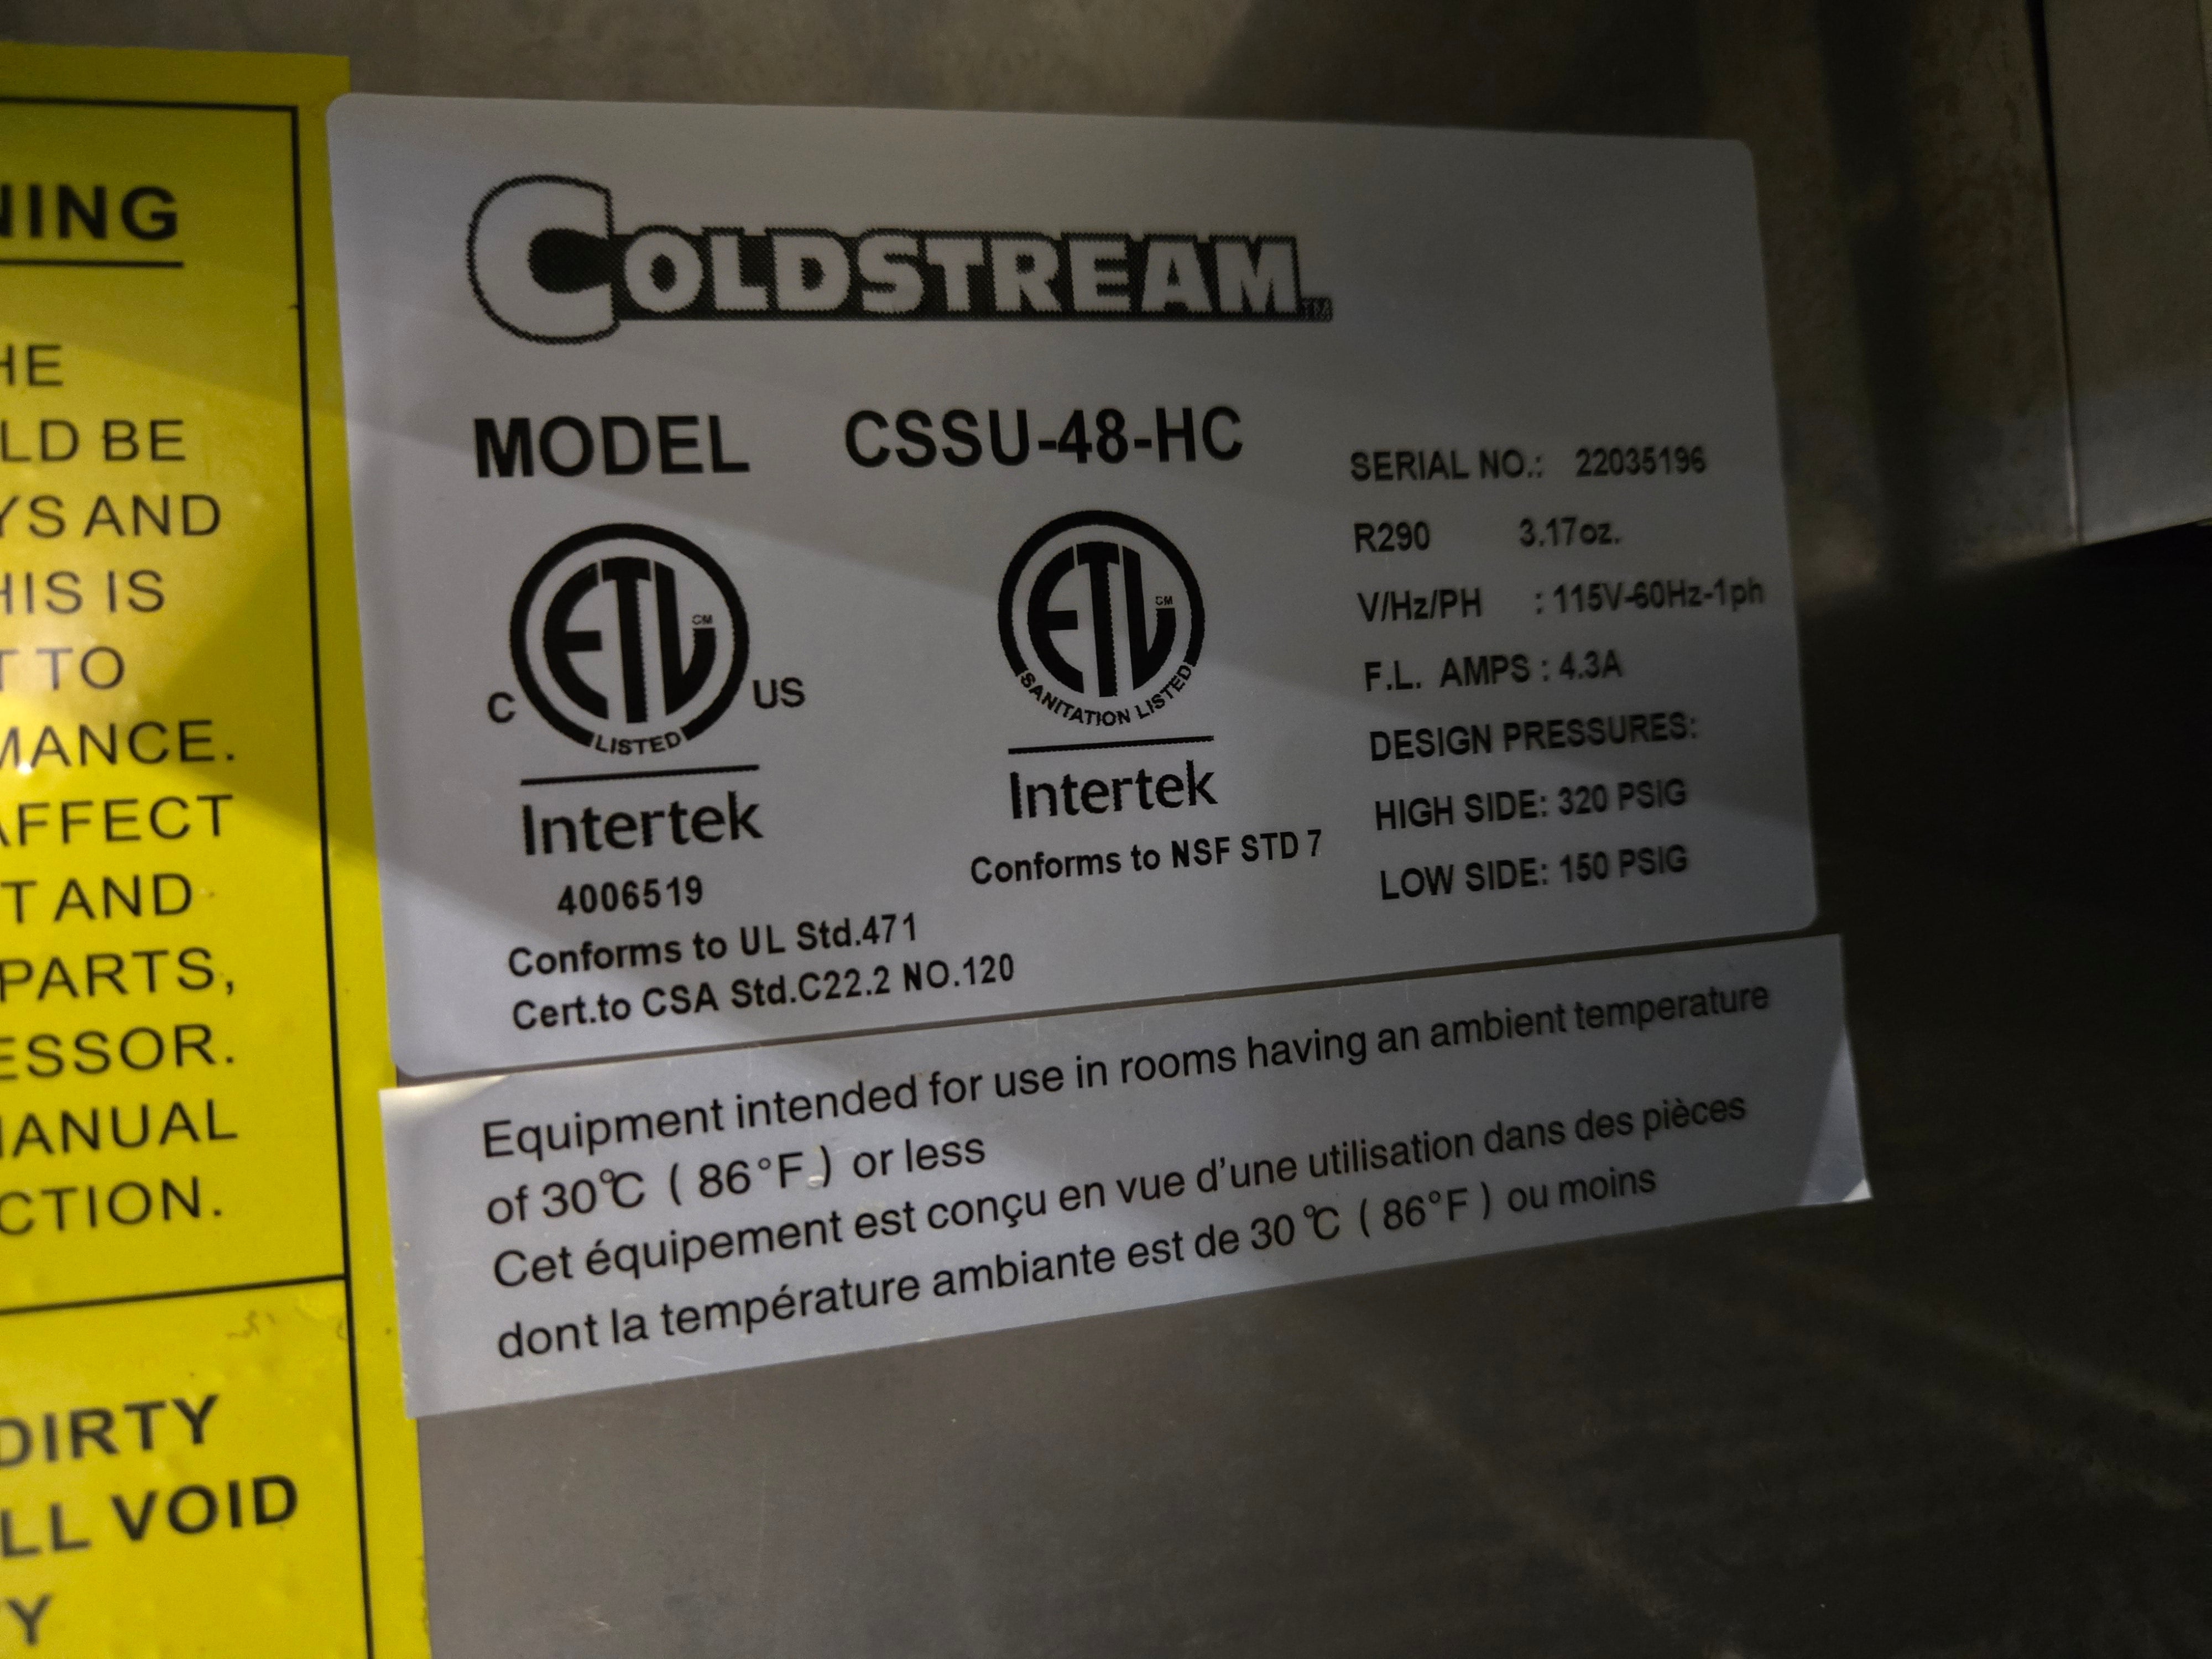 NING
HE
LD BE
YS AND
HIS IS
T TO
MANCE.
AFFECT
T AND
PARTS,
ESSOR.
MANUAL
CTION.
DIRTY
LL VOID
Y
COLDSTREAM TM
MODEL CSSU-48-HC
ETL CM
C US
LISTED
Intertek
4006519
Conforms to UL Std.471
Cert.to CSA Std.C22.2 NO.120
ETL CM
SANITATION LISTED
Intertek
Conforms to NSF STD 7
SERIAL NO.: 22035196
R290 3.17oz.
V/Hz/PH : 115V-60Hz-1ph
F.L. AMPS : 4.3A
DESIGN PRESSURES:
HIGH SIDE: 320 PSIG
LOW SIDE: 150 PSIG
Equipment intended for use in rooms having an ambient temperature
of 30℃ ( 86°F ) or less
Cet équipement est conçu en vue d'une utilisation dans des pièces
dont la température ambiante est de 30 ℃ ( 86°F ) ou moins